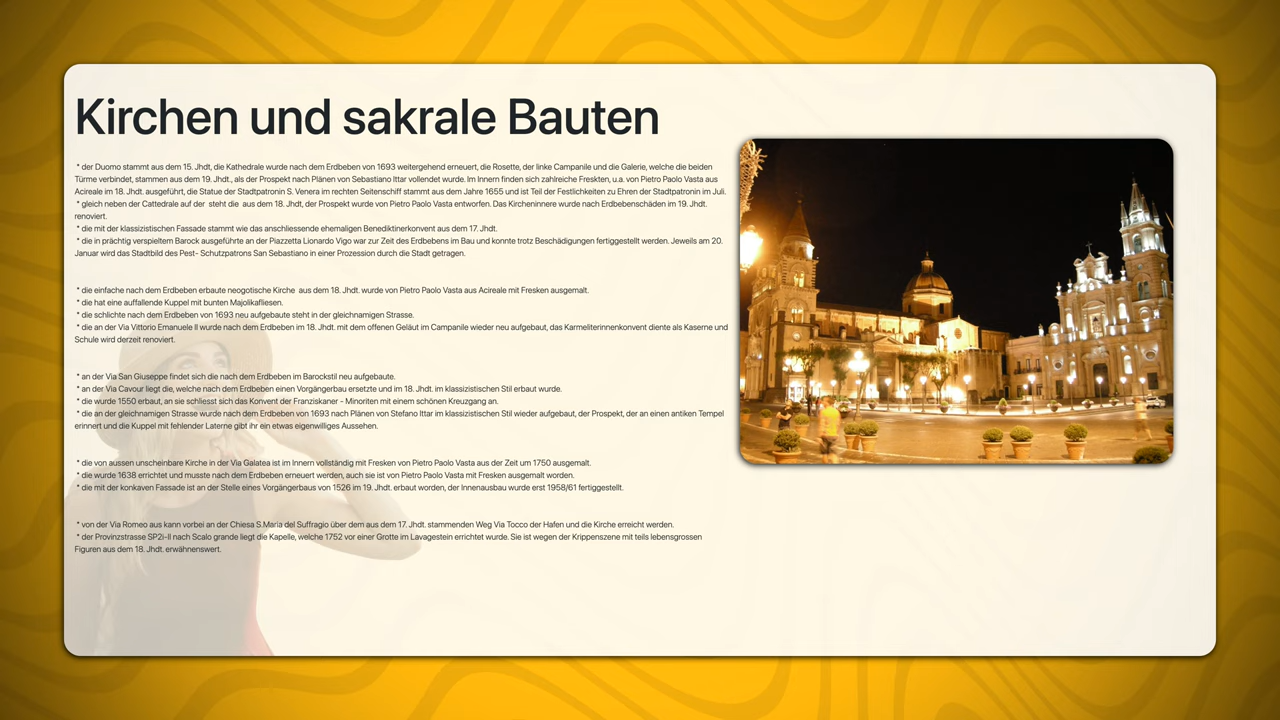 Kirchen und sakrale Bauten
* der Duomo stammt aus dem 15. Jhdt, die Kathedrale wurde nach dem Erdbeben von 1693 weitergehend erneuert, die Rosette, der linke Campanile und die Galerie, welche die beiden
Türme verbindet, stammen aus dem 19. Jhdt., als der Prospekt nach Plänen von Sebastiano Ittar vollendet wurde. Im Innern finden sich zahlreiche Freskten, u.a. von Pietro Paolo Vasta aus
Acireale im 18. Jhdt. ausgeführt, die Statue der Stadtpatronin S. Venera im rechten Seitenschiff stammt aus dem Jahre 1655 und ist Teil der Festlichkeiten zu Ehren der Stadtpatronin im Juli.
* gleich neben der Cattedrale auf der  steht die  aus dem 18. Jhdt, der Prospekt wurde von Pietro Paolo Vasta entworfen. Das Kircheninnere wurde nach Erdbebenschäden im 19. Jhdt.
renoviert.
* die mit der klassizistischen Fassade stammt wie das anschliessende ehemaligen Benediktinerkonvent aus dem 17. Jhdt.
* die in prächtig verspieltem Barock ausgeführte an der Piazzetta Lionardo Vigo war zur Zeit des Erdbebens im Bau und konnte trotz Beschädigungen fertiggestellt werden. Jeweils am 20.
Januar wird das Stadtbild des Pest- Schutzpatrons San Sebastiano in einer Prozession durch die Stadt getragen.
* die einfache nach dem Erdbeben erbaute neogotische Kirche  aus dem 18. Jhdt. wurde von Pietro Paolo Vasta aus Acireale mit Fresken ausgemalt.
* die hat eine auffallende Kuppel mit bunten Majolikafliesen.
* die schlichte nach dem Erdbeben von 1693 neu aufgebaute steht in der gleichnamigen Strasse.
* die an der Via Vittorio Emanuele II wurde nach dem Erdbeben im 18. Jhdt. mit dem offenen Geläut im Campanile wieder neu aufgebaut, das Karmeliterinnenkonvent diente als Kaserne und
Schule wird derzeit renoviert.
* an der Via San Giuseppe findet sich die nach dem Erdbeben im Barockstil neu aufgebaute.
* an der Via Cavour liegt die, welche nach dem Erdbeben einen Vorgängerbau ersetzte und im 18. Jhdt. im klassizistischen Stil erbaut wurde.
* die wurde 1550 erbaut, an sie schliesst sich das Konvent der Franziskaner - Minoriten mit einem schönen Kreuzgang an.
* die an der gleichnamigen Strasse wurde nach dem Erdbeben von 1693 nach Plänen von Stefano Ittar im klassizistischen Stil wieder aufgebaut, der Prospekt, der an einen antiken Tempel
erinnert und die Kuppel mit fehlender Laterne gibt ihr ein etwas eigenwilliges Aussehen.
* die von aussen unscheinbare Kirche in der Via Galatea ist im Innern vollständig mit Fresken von Pietro Paolo Vasta aus der Zeit um 1750 ausgemalt.
* die wurde 1638 errichtet und musste nach dem Erdbeben erneuert werden, auch sie ist von Pietro Paolo Vasta mit Fresken ausgemalt worden.
* die mit der konkaven Fassade ist an der Stelle eines Vorgängerbaus von 1526 im 19. Jhdt. erbaut worden, der Innenausbau wurde erst 1958/61 fertiggestellt.
* von der Via Romeo aus kann vorbei an der Chiesa S.Maria del Suffragio über dem aus dem 17. Jhdt. stammenden Weg Via Tocco der Hafen und die Kirche erreicht werden.
* der Provinzstrasse SP2i-II nach Scalo grande liegt die Kapelle, welche 1752 vor einer Grotte im Lavagestein errichtet wurde. Sie ist wegen der Krippenszene mit teils lebensgrossen
Figuren aus dem 18. Jhdt. erwähnenswert.